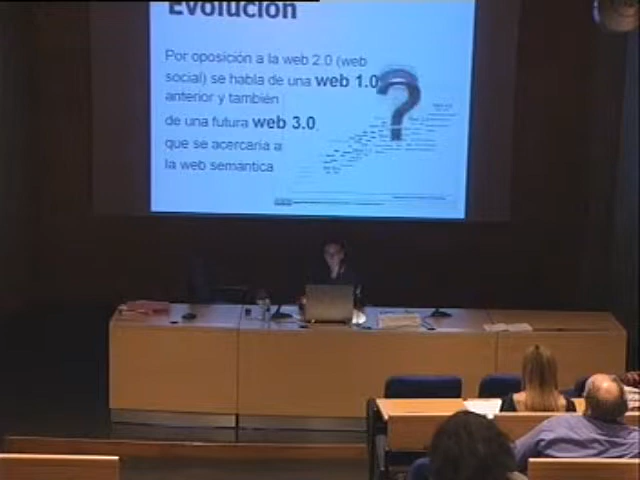 Evolución
Por oposición a la web 2.0 (web
social) se habla de una web 1.0
anterior y también
de una futura web 3.0
que se acercaría a
la web semántica
?